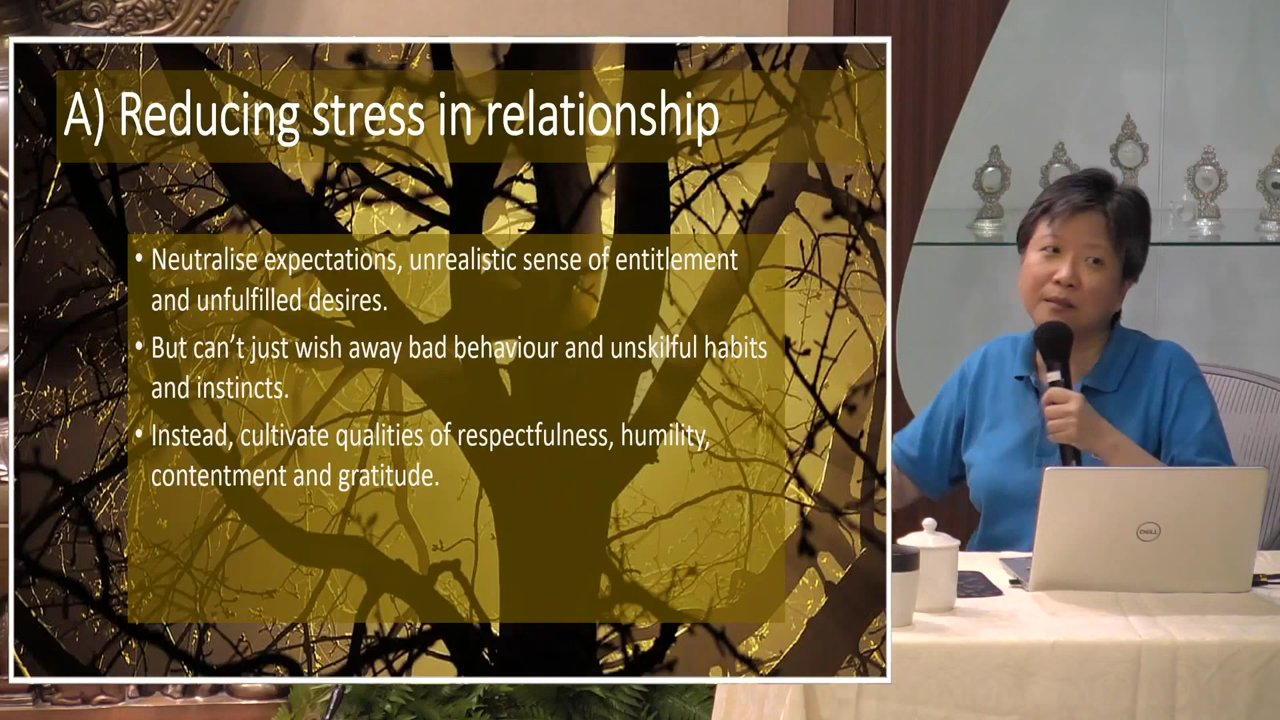 A) Reducing stress in relationship
• Neutralise expectations, unrealistic sense of entitlement
and unfulfilled desires.
• But can't just wish away bad behaviour and unskilful habits
and instincts.
• Instead, cultivate qualities of respectfulness, humility,
contentment and gratitude.
DELL